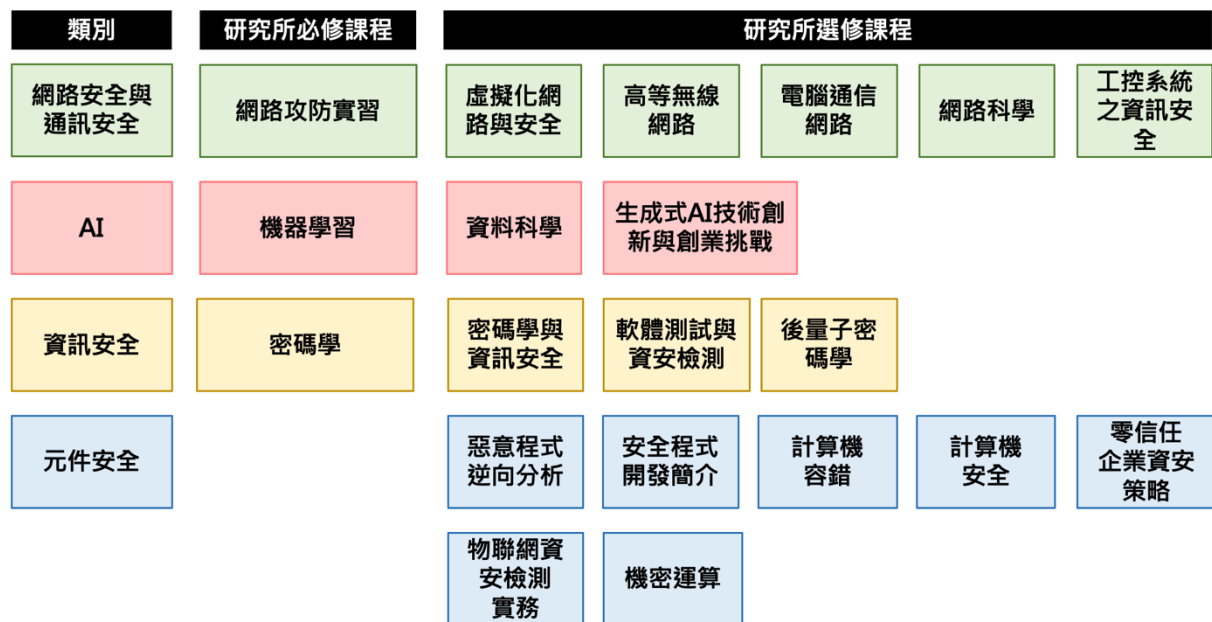 類別
研究所必修課程
研究所選修課程
網路安全與
通訊安全
網路攻防實習
虛擬化網
路與安全
高等無線
網路
電腦通信
網路
網路科學
工控系統
之資訊安
全
AI
機器學習
資料科學
生成式AI技術創
新與創業挑戰
資訊安全
密碼學
密碼學與
資訊安全
軟體測試與
資安檢測
後量子密
碼學
元件安全
惡意程式
逆向分析
安全程式
開發簡介
計算機
容錯
計算機
安全
零信任
企業資安
策略
物聯網資
安檢測
實務
機密運算